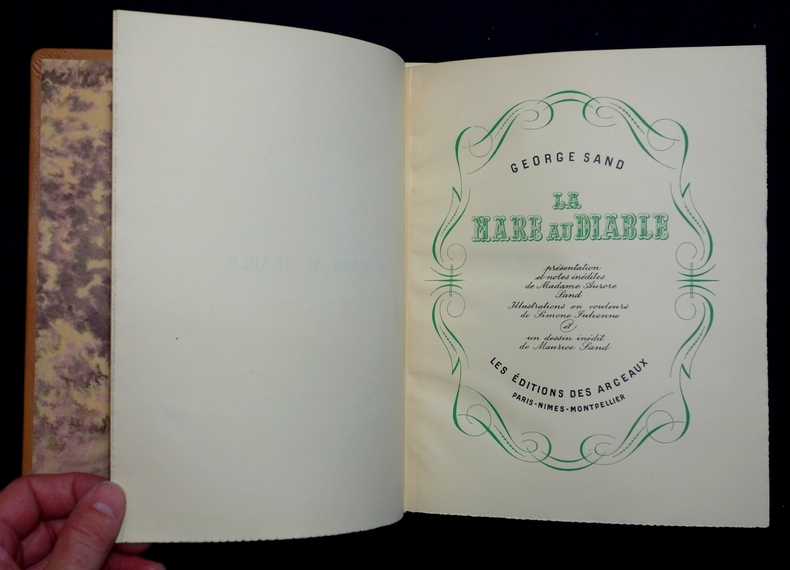 GEORGE SAND
LA
MARE AU DIABLE
présentation
et notes inédites
de Madame Aurore
Sand
Illustrations en couleurs
de Simone Julienne
et
un dessin inédit
de Maurice Sand
LES ÉDITIONS DES ARCEAUX
PARIS-NIMES-MONTPELLIER